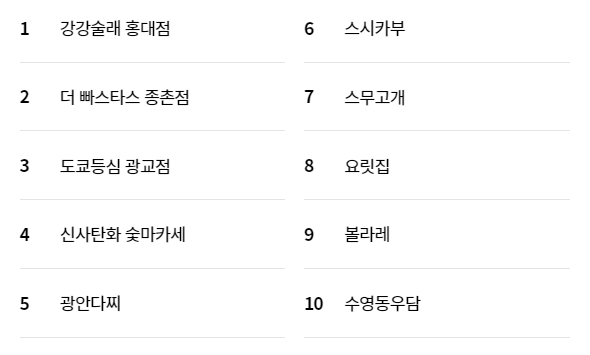 1 강강술래 홍대점
2 더 빠스타스 종촌점
3 도쿄등심 광교점
4 신사탄화 숯마카세
5 광안다찌
6 스시카부
7 스무고개
8 요릿집
9 볼라레
10 수영동우담